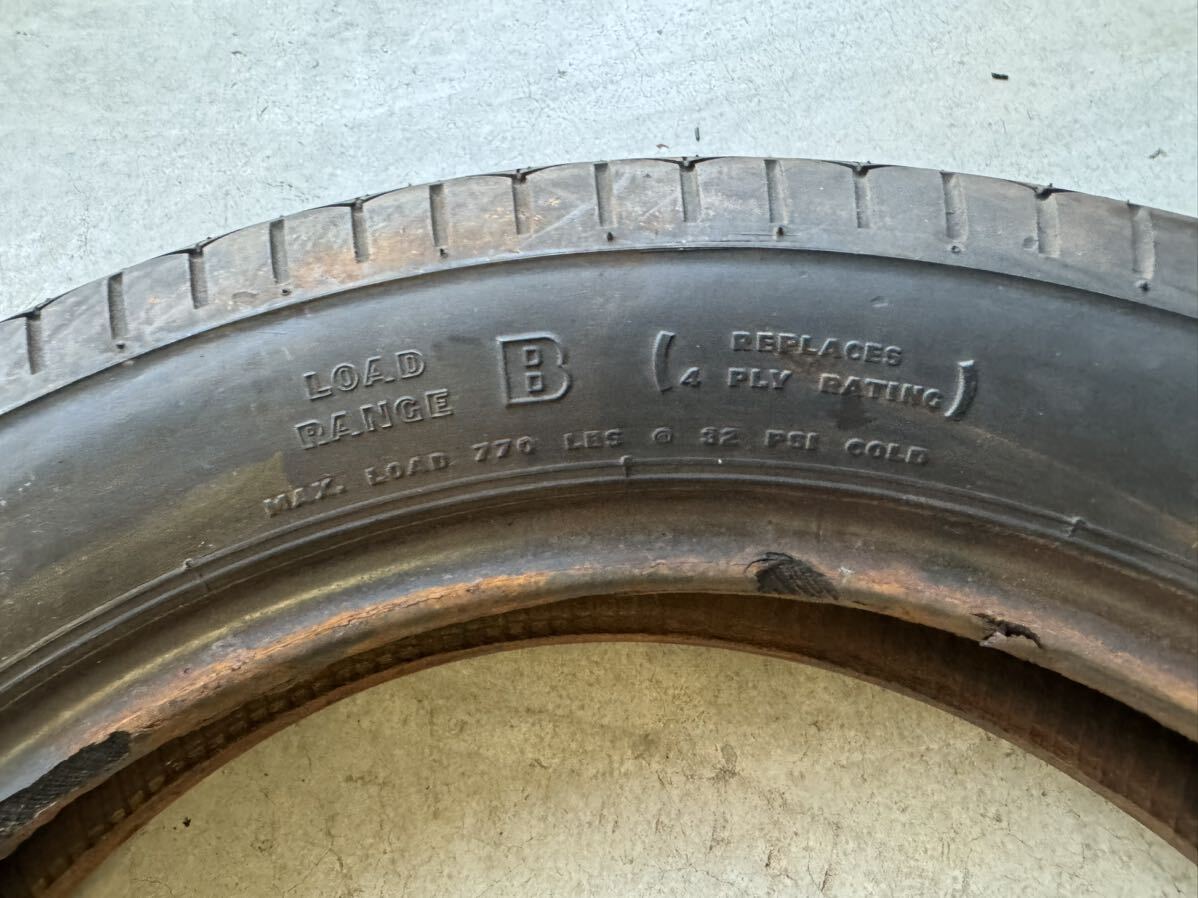 LOAD
RANGE B
( REPLACES
4 PLY RATING )
MAX. LOAD 770 LBS @ 32 PSI COLD